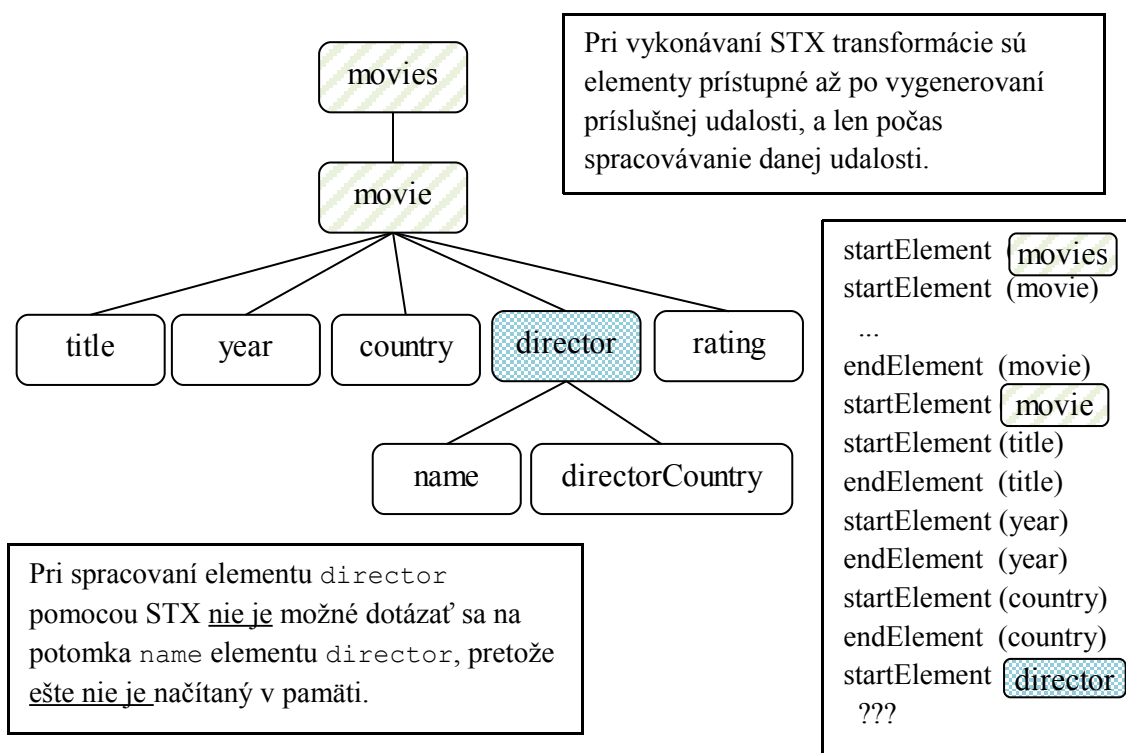 movies
movie
title year country director rating
name directorCountry
Pri vykonávaní STX transformácie sú
elementy prístupné až po vygenerovaní
príslušnej udalosti, a len počas
spracovávanie danej udalosti.
startElement (movies
startElement (movie)
...
endElement (movie)
startElement movie
startElement (title)
endElement (title)
startElement (year)
endElement (year)
startElement (country)
endElement (country)
startElement director
???
Pri spracovaní elementu director
pomocou STX nie je možné dotázať sa na
potomka name elementu director, pretože
ešte nie je načítaný v pamäti.